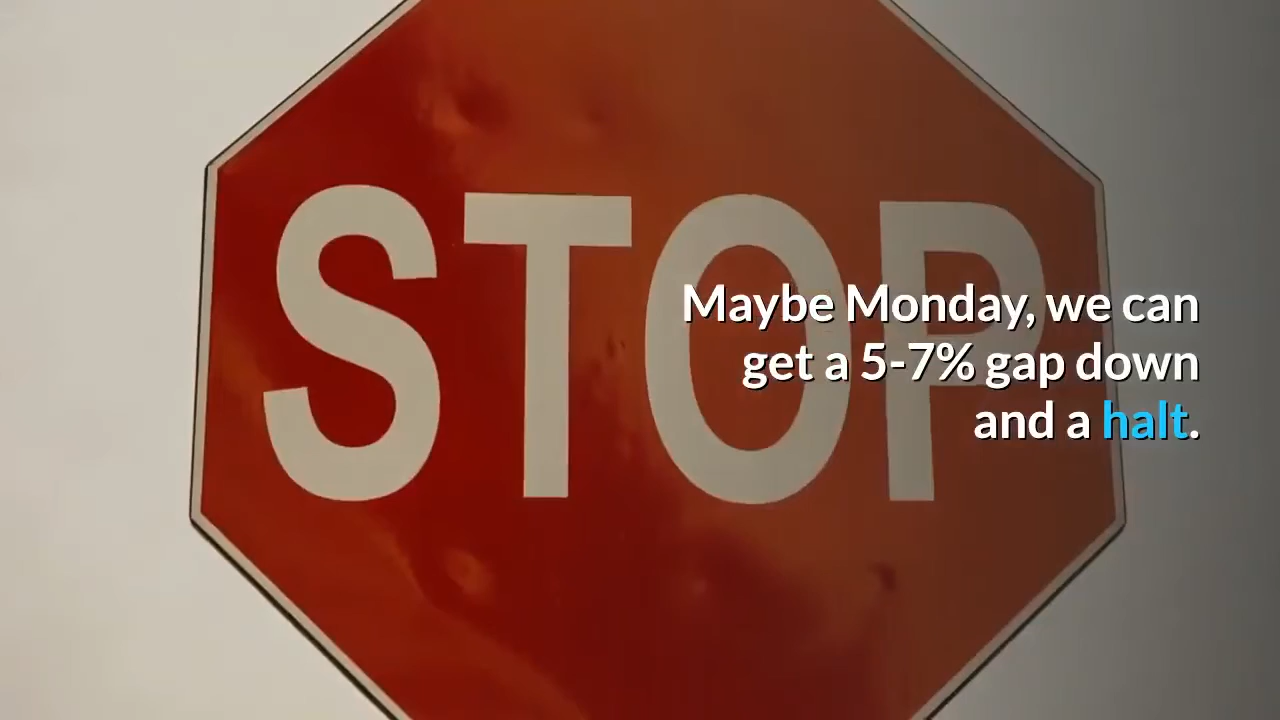 STOP
Maybe Monday, we can
get a 5-7% gap down
and a halt.